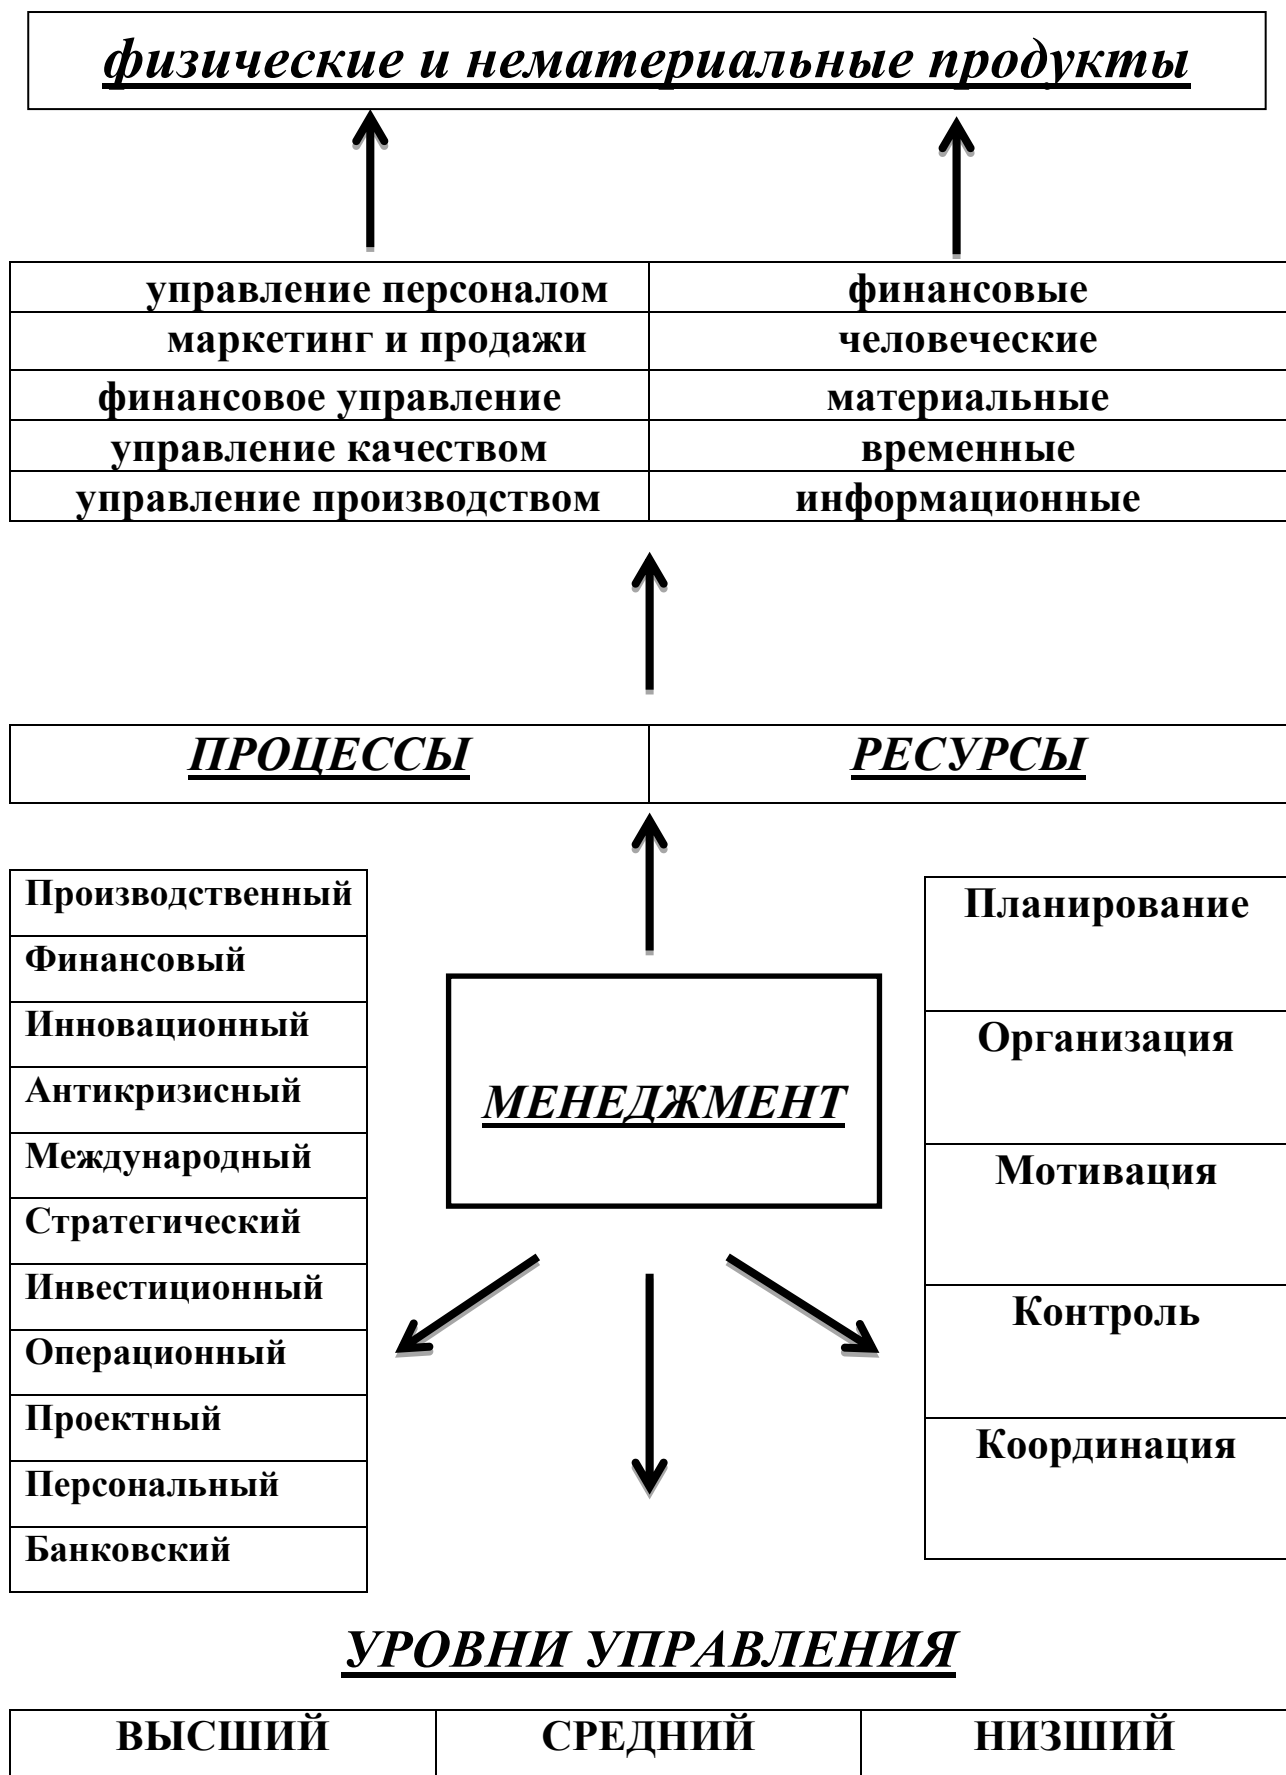 физические и нематериальные продукты
управление персоналом финансовые
маркетинг и продажи человеческие
финансовое управление материальные
управление качеством временные
управление производством информационные
ПРОЦЕССЫ РЕСУРСЫ
Производственный
Финансовый
Инновационный
Антикризисный
Международный
Стратегический
Инвестиционный
Операционный
Проектный
Персональный
Банковский
МЕНЕДЖМЕНТ
Планирование
Организация
Мотивация
Контроль
Координация
УРОВНИ УПРАВЛЕНИЯ
ВЫСШИЙ СРЕДНИЙ НИЗШИЙ